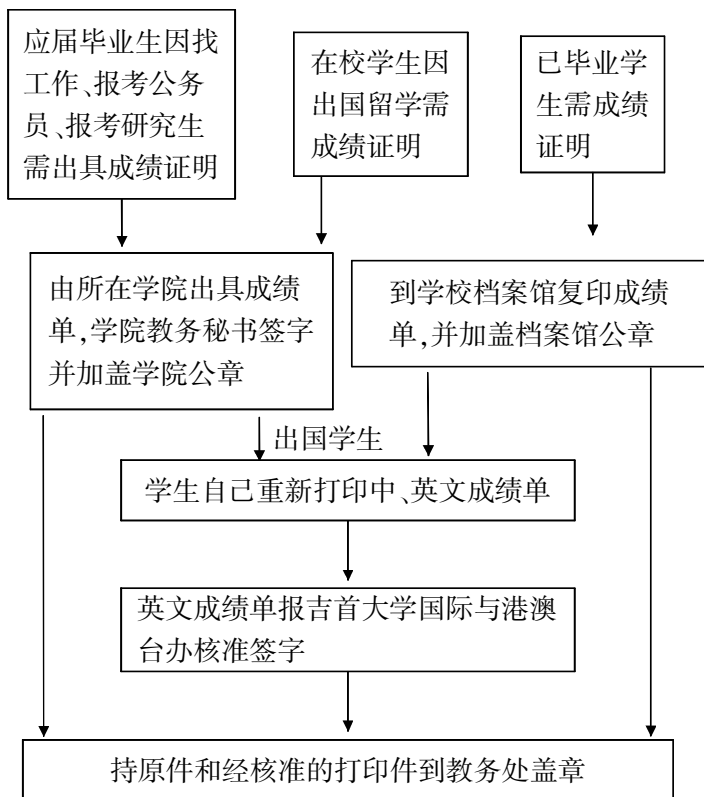 应届毕业生因找
工作、报考公务
员、报考研究生
需出具成绩证明
在校学生因
出国留学需
成绩证明
已毕业学
生需成绩
证明
由所在学院出具成绩
单,学院教务秘书签字
并加盖学院公章
到学校档案馆复印成绩
单,并加盖档案馆公章
出国学生
学生自己重新打印中、英文成绩单
英文成绩单报吉首大学国际与港澳
台办核准签字
持原件和经核准的打印件到教务处盖章